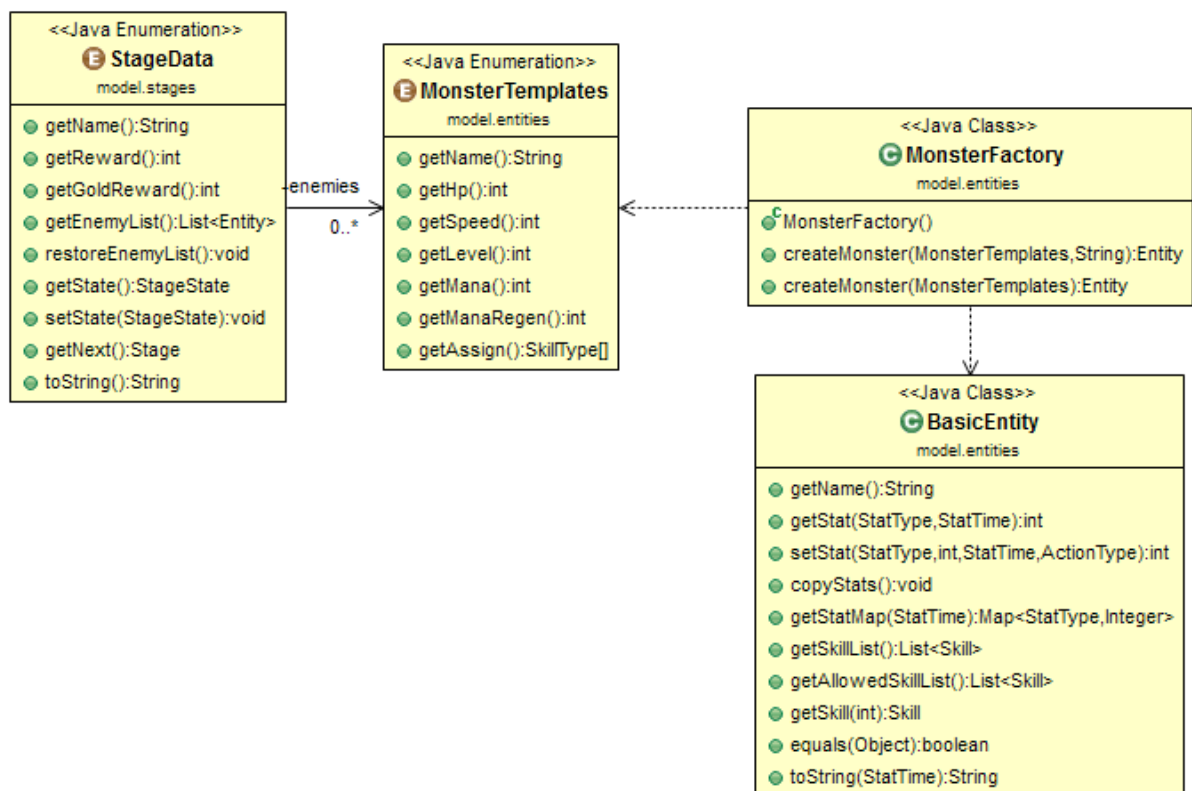 <<Java Enumeration>>
StageData
model.stages
getName():String
getReward():int
getGoldReward():int
getEnemyList():List<Entity>
restoreEnemyList():void
getState():StageState
setState(StageState):void
getNext():Stage
toString():String
-enemies
0..*
<<Java Enumeration>>
MonsterTemplates
model.entities
getName():String
getHp():int
getSpeed():int
getLevel():int
getMana():int
getManaRegen():int
getAssign():SkillType[]
<<Java Class>>
MonsterFactory
model.entities
MonsterFactory()
createMonster(MonsterTemplates,String):Entity
createMonster(MonsterTemplates):Entity
<<Java Class>>
BasicEntity
model.entities
getName():String
getStat(StatType,StatTime):int
setStat(StatType,int,StatTime,ActionType):int
copyStats():void
getStatMap(StatTime):Map<StatType,Integer>
getSkillList():List<Skill>
getAllowedSkillList():List<Skill>
getSkill(int):Skill
equals(Object):boolean
toString(StatTime):String